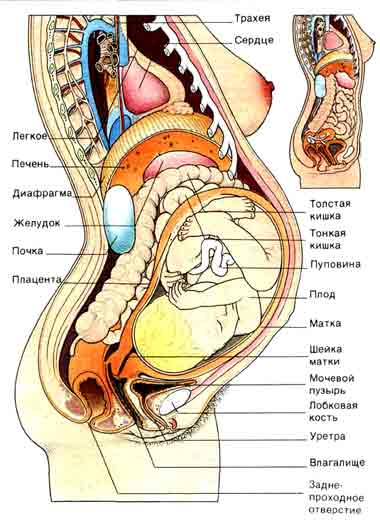 Трахея
Сердце
Легкое
Печень
Диафрагма
Желудок
Почка
Плацента
Толстая
кишка
Тонкая
кишка
Пуповина
Плод
Матка
Шейка
матки
Мочевой
пузырь
Лобковая
кость
Уретра
Влагалище
Задне-
проходное
отверстие